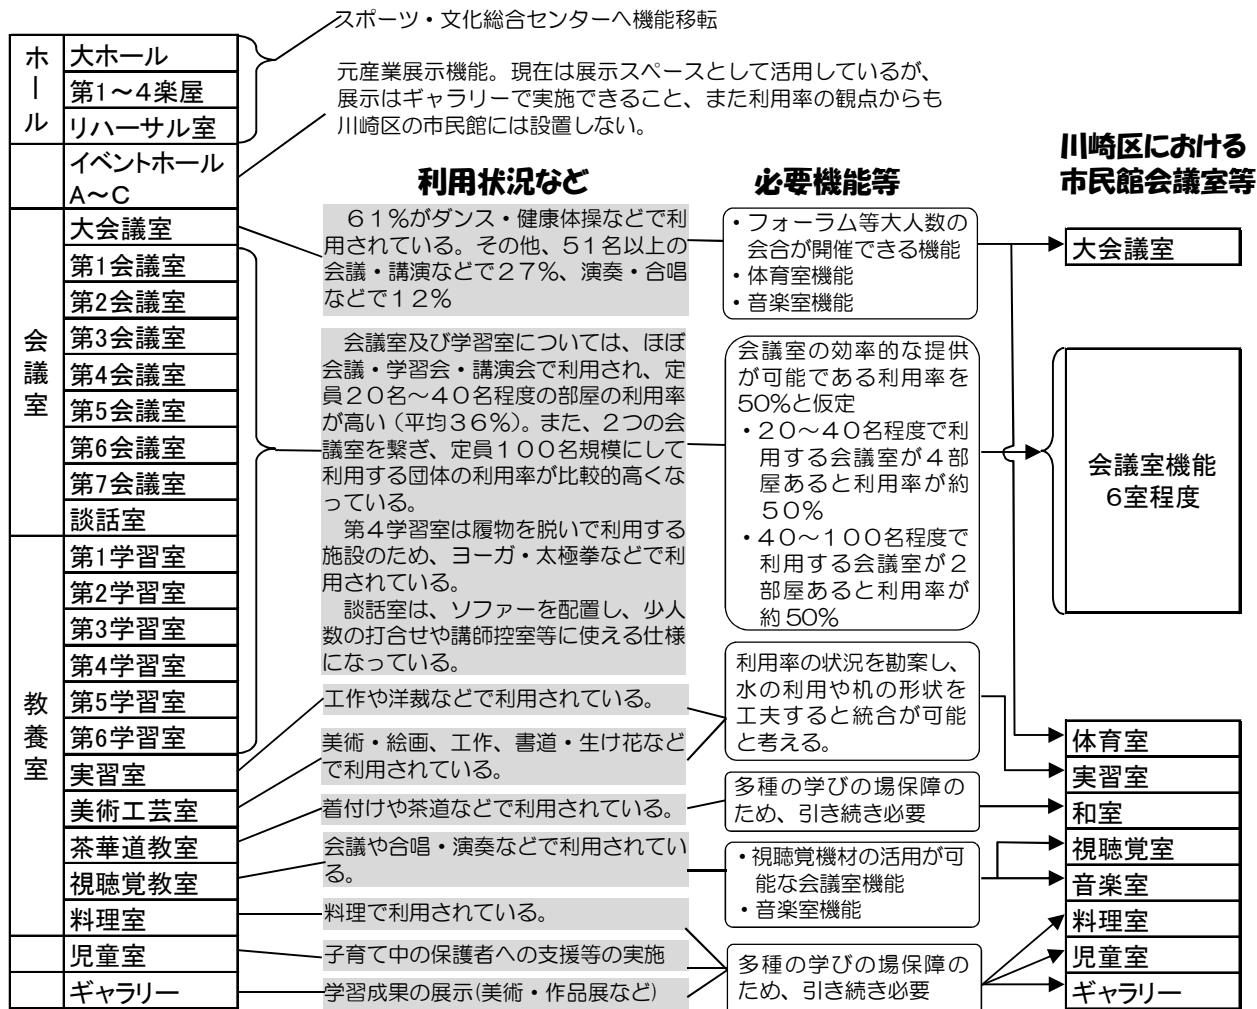 スポーツ・文化総合センターへ機能移転
ホール
大ホール
第1～4楽屋
リハーサル室
元産業展示機能。現在は展示スペースとして活用しているが、
展示はギャラリーで実施できること、また利用率の観点からも
川崎区の市民館には設置しない。
イベントホール
A～C
利用状況など
必要機能等
川崎区における
市民館会議室等
会議室
大会議室
第1会議室
第2会議室
第3会議室
第4会議室
第5会議室
第6会議室
第7会議室
談話室
教養室
第1学習室
第2学習室
第3学習室
第4学習室
第5学習室
第6学習室
実習室
美術工芸室
茶華道教室
視聴覚教室
料理室
児童室
ギャラリー
６１％がダンス・健康体操などで利
用されている。その他、５１名以上の
会議・講演などで２７％、演奏・合唱
などで１２％
会議室及び学習室については、ほぼ
会議・学習会・講演会で利用され、定
員２０名～４０名程度の部屋の利用率
が高い（平均３６％）。また、２つの会
議室を繋ぎ、定員１００名規模にして
利用する団体の利用率が比較的高くな
っている。
第４学習室は履物を脱いで利用する
施設のため、ヨーガ・太極拳などで利
用されている。
談話室は、ソファーを配置し、少人
数の打合せや講師控室等に使える仕様
になっている。
工作や洋裁などで利用されている。
美術・絵画、工作、書道・生け花など
で利用されている。
着付けや茶道などで利用されている。
会議や合唱・演奏などで利用されてい
る。
料理で利用されている。
子育て中の保護者への支援等の実施
学習成果の展示(美術・作品展など)
・フォーラム等大人数の
会合が開催できる機能
・体育室機能
・音楽室機能
会議室の効率的な提供
が可能である利用率を
50%と仮定
・２０～４０名程度で利
用する会議室が４部
屋あると利用率が約
５０％
・４０～１００名程度で
利用する会議室が２
部屋あると利用率が
約50%
利用率の状況を勘案し、
水の利用や机の形状を
工夫すると統合が可能
と考える。
多種の学びの場保障の
ため、引き続き必要
・視聴覚機材の活用が可
能な会議室機能
・音楽室機能
多種の学びの場保障の
ため、引き続き必要
大会議室
会議室機能
6室程度
体育室
実習室
和室
視聴覚室
音楽室
料理室
児童室
ギャラリー